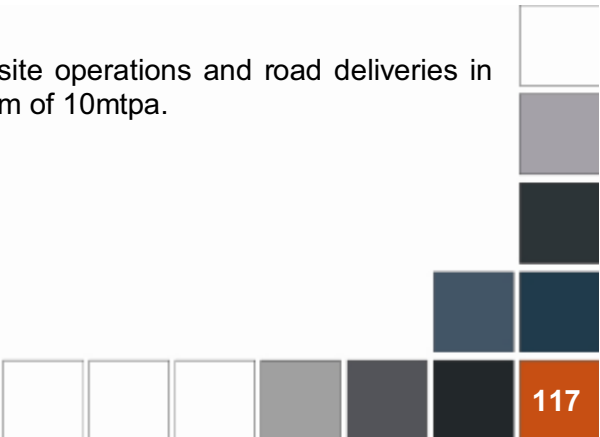 site operations and road deliveries in
m of 10mtpa.
117